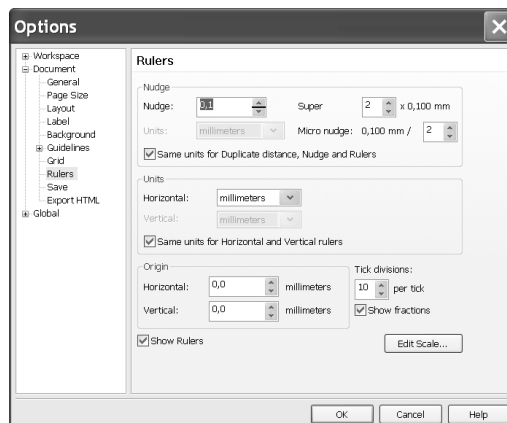 Options
Workspace
Document
General
Page Size
Layout
Label
Background
Guidelines
Grid
Rulers
Save
Export HTML
Global
Rulers
Nudge
Nudge: 0,1 Super 2 x 0,100 mm
Units: millimeters Micro nudge: 0,100 mm / 2
Same units for Duplicate distance, Nudge and Rulers
Units
Horizontal: millimeters
Vertical: millimeters
Same units for Horizontal and Vertical rulers
Origin
Horizontal: 0,0 millimeters
Vertical: 0,0 millimeters
Tick divisions:
10 per tick
Show fractions
Show Rulers
Edit Scale...
OK Cancel Help